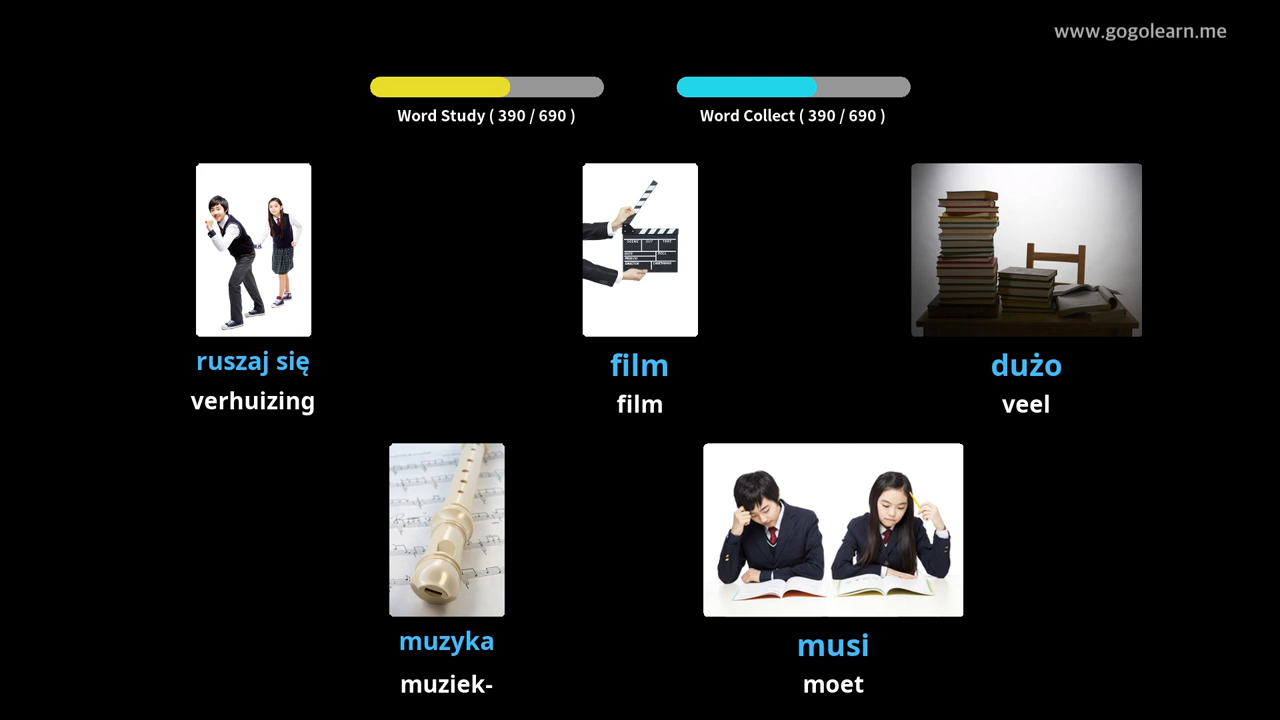 www.gogolearn.me
Word Study ( 390 / 690 )
Word Collect ( 390 / 690 )
ruszaj się
verhuizing
film
film
dużo
veel
muzyka
muziek-
musi
moet